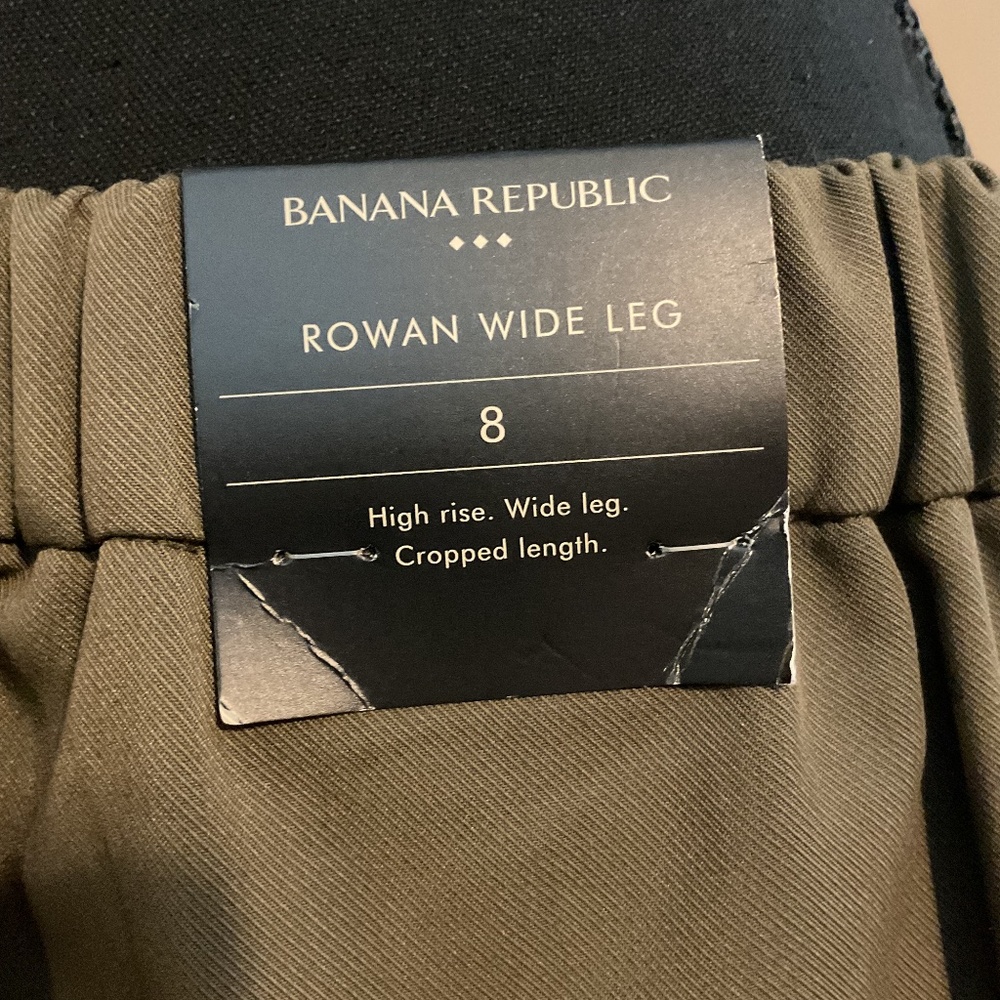 BANANA REPUBLIC
ROWAN WIDE LEG
8
High rise. Wide leg.
Cropped length.